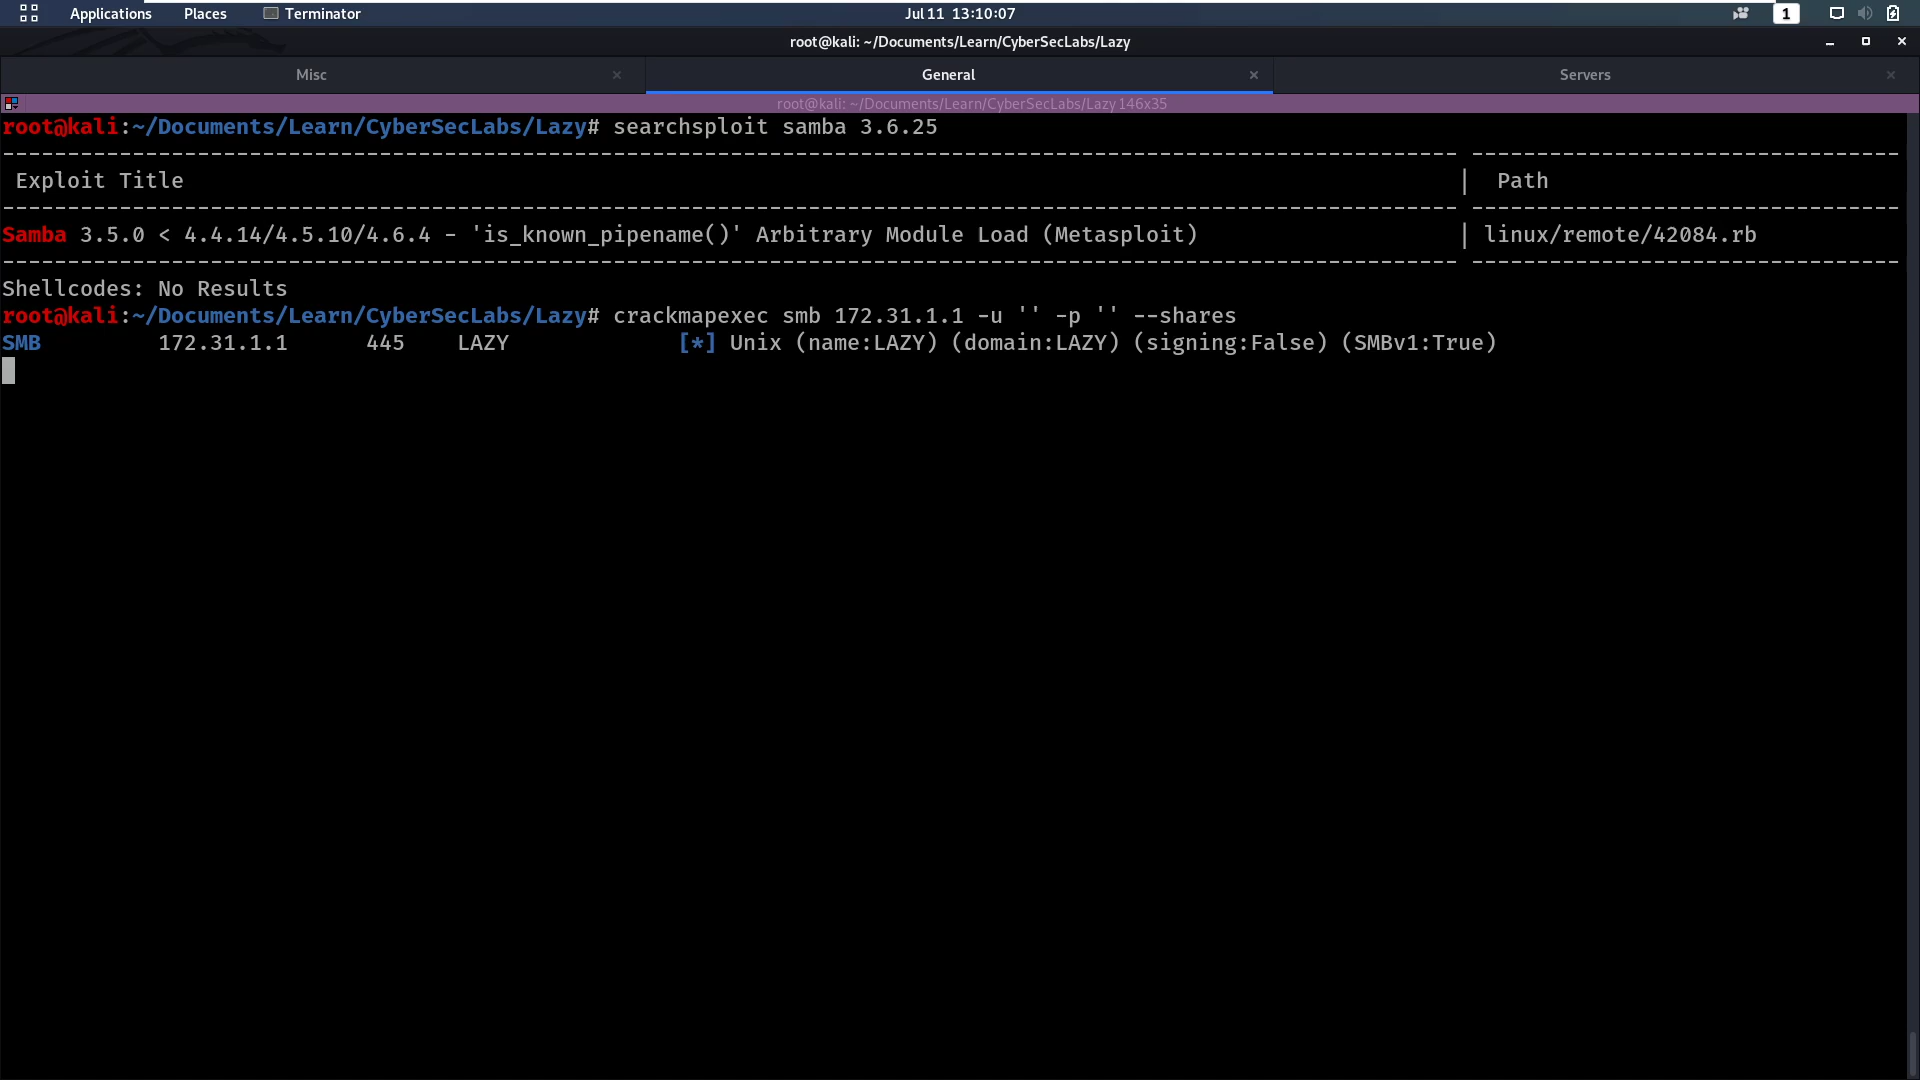 Applications Places Terminator Jul 11 13:10:07 1
root@kali: ~/Documents/Learn/CyberSecLabs/Lazy
Misc × General × Servers ×
root@kali: ~/Documents/Learn/CyberSecLabs/Lazy 146x35
root@kali:~/Documents/Learn/CyberSecLabs/Lazy# searchsploit samba 3.6.25
---------------------------------------------------------------------------------------------------------------- ---------------------------------
Exploit Title | Path
---------------------------------------------------------------------------------------------------------------- ---------------------------------
Samba 3.5.0 < 4.4.14/4.5.10/4.6.4 - 'is_known_pipename()' Arbitrary Module Load (Metasploit) | linux/remote/42084.rb
---------------------------------------------------------------------------------------------------------------- ---------------------------------
Shellcodes: No Results
root@kali:~/Documents/Learn/CyberSecLabs/Lazy# crackmapexec smb 172.31.1.1 -u '' -p '' --shares
SMB 172.31.1.1 445 LAZY [*] Unix (name:LAZY) (domain:LAZY) (signing:False) (SMBv1:True)